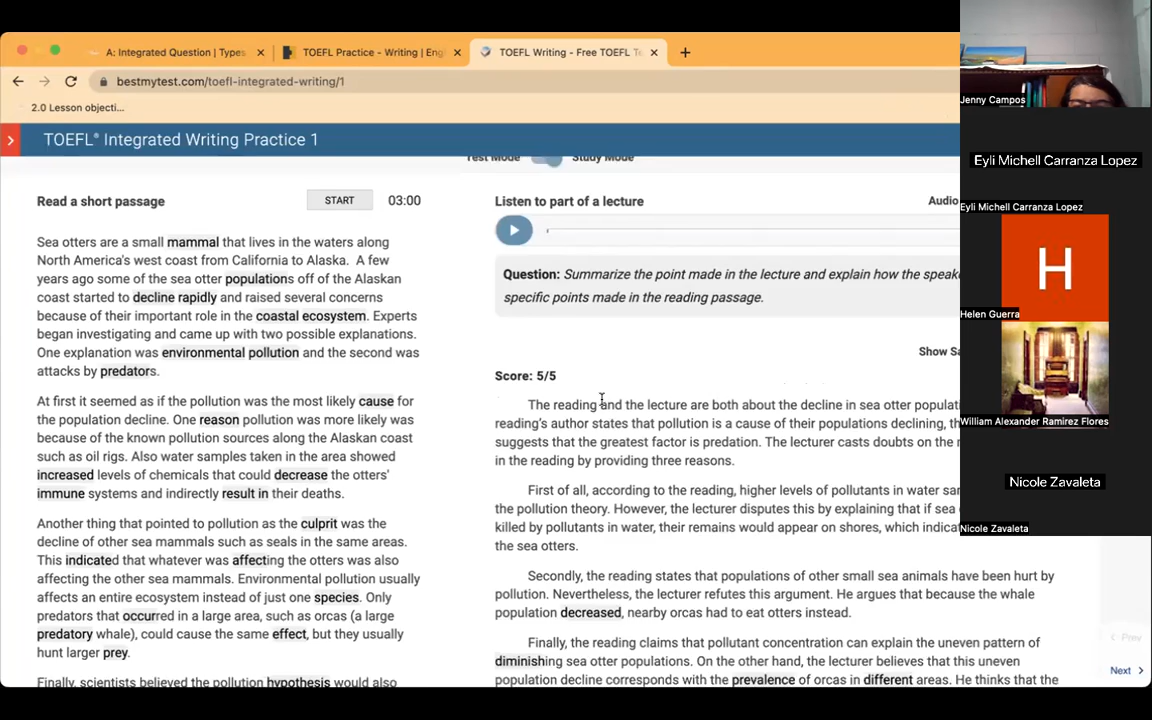 A: Integrated Question | Types
TOEFL Practice - Writing | Eng
TOEFL Writing - Free TOEFL Te
bestmytest.com/toefl-integrated-writing/1
2.0 Lesson objecti...
TOEFL® Integrated Writing Practice 1
Test Mode Study Mode
Read a short passage START 03:00
Sea otters are a small mammal that lives in the waters along
North America's west coast from California to Alaska. A few
years ago some of the sea otter populations off of the Alaskan
coast started to decline rapidly and raised several concerns
because of their important role in the coastal ecosystem. Experts
began investigating and came up with two possible explanations.
One explanation was environmental pollution and the second was
attacks by predators.
At first it seemed as if the pollution was the most likely cause for
the population decline. One reason pollution was more likely was
because of the known pollution sources along the Alaskan coast
such as oil rigs. Also water samples taken in the area showed
increased levels of chemicals that could decrease the otters'
immune systems and indirectly result in their deaths.
Another thing that pointed to pollution as the culprit was the
decline of other sea mammals such as seals in the same areas.
This indicated that whatever was affecting the otters was also
affecting the other sea mammals. Environmental pollution usually
affects an entire ecosystem instead of just one species. Only
predators that occurred in a large area, such as orcas (a large
predatory whale), could cause the same effect, but they usually
hunt larger prey.
Finally, scientists believed the pollution hypothesis would also
Listen to part of a lecture Audio
Question: Summarize the point made in the lecture and explain how the speake
specific points made in the reading passage.
Show Sa
Score: 5/5
The reading and the lecture are both about the decline in sea otter populati
reading's author states that pollution is a cause of their populations declining, th
suggests that the greatest factor is predation. The lecturer casts doubts on the
in the reading by providing three reasons.
First of all, according to the reading, higher levels of pollutants in water sam
the pollution theory. However, the lecturer disputes this by explaining that if sea
killed by pollutants in water, their remains would appear on shores, which indica
the sea otters.
Secondly, the reading states that populations of other small sea animals have been hurt by
pollution. Nevertheless, the lecturer refutes this argument. He argues that because the whale
population decreased, nearby orcas had to eat otters instead.
Finally, the reading claims that pollutant concentration can explain the uneven pattern of
diminishing sea otter populations. On the other hand, the lecturer believes that this uneven
population decline corresponds with the prevalence of orcas in different areas. He thinks that the
Prev
Next
Jenny Campos
Eyli Michell Carranza Lopez
Eyli Michell Carranza Lopez
H
Helen Guerra
William Alexander Ramirez Flores
Nicole Zavaleta
Nicole Zavaleta